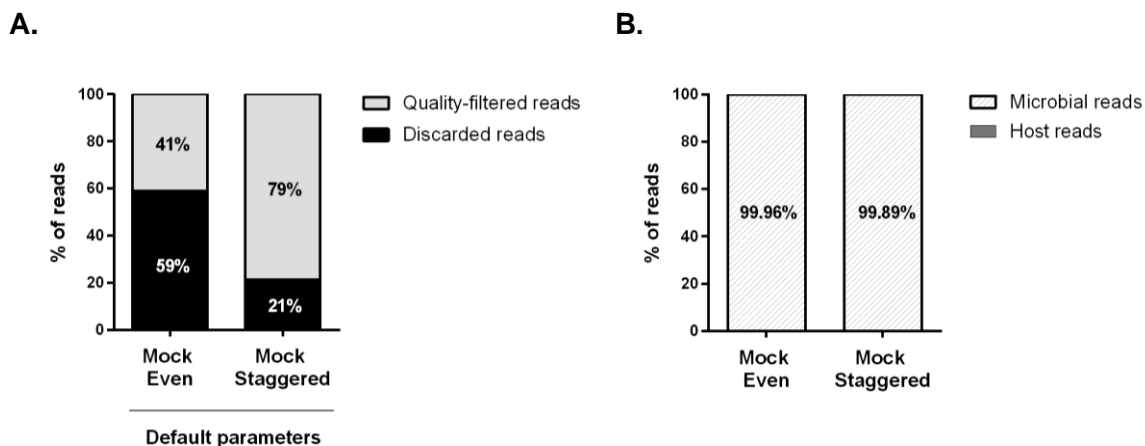 A.
% of reads
100
80
60
40
20
0
41%
59%
79%
21%
Quality-filtered reads
Discarded reads
Mock
Even
Mock
Staggered
Default parameters
B.
% of reads
100
80
60
40
20
0
99.96%
99.89%
Microbial reads
Host reads
Mock
Even
Mock
Staggered